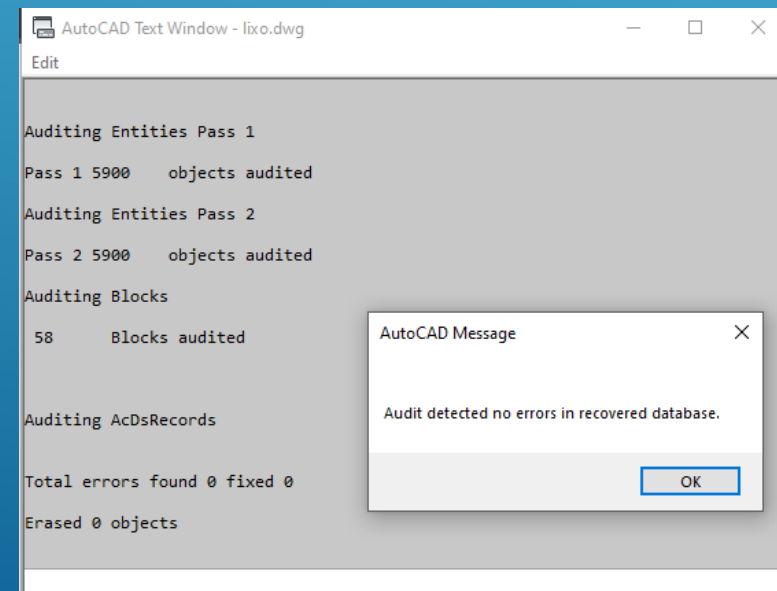 AutoCAD Text Window - lixo.dwg
Edit
Auditing Entities Pass 1
Pass 1 5900    objects audited
Auditing Entities Pass 2
Pass 2 5900    objects audited
Auditing Blocks
58      Blocks audited
Auditing AcDsRecords
Total errors found 0 fixed 0
Erased 0 objects
AutoCAD Message
Audit detected no errors in recovered database.
OK